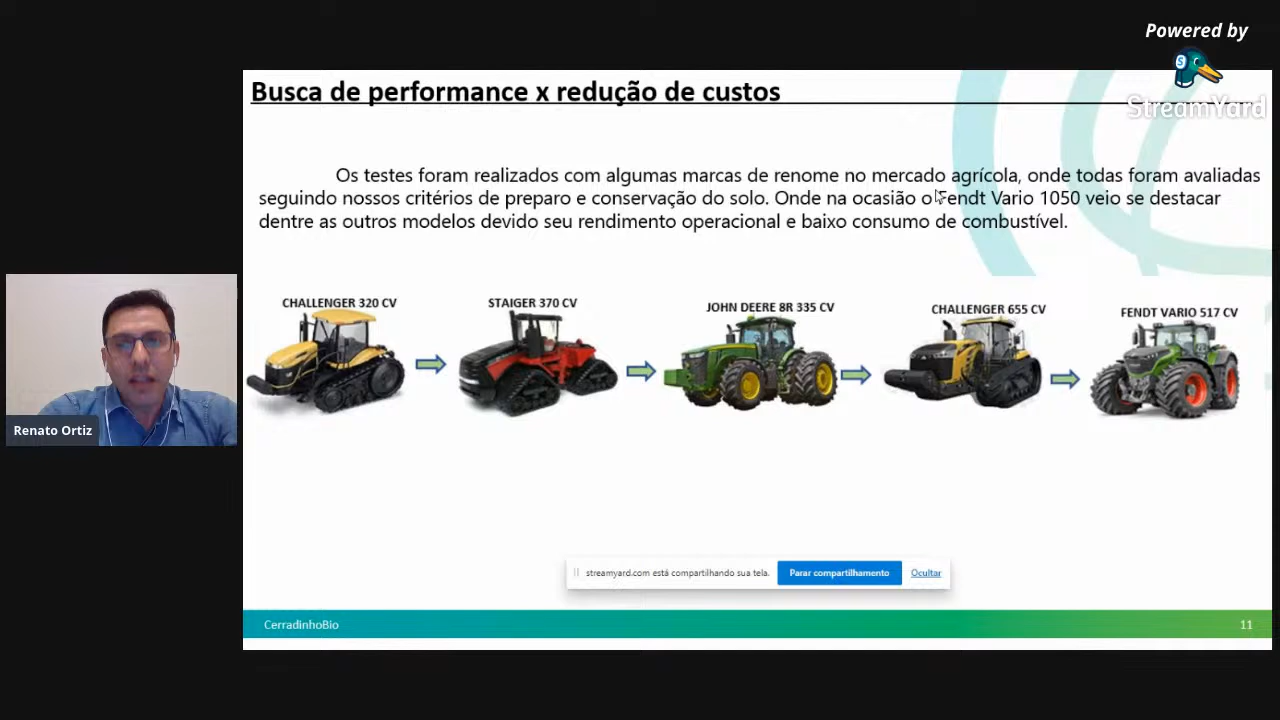 Powered by
StreamYard
Busca de performance x redução de custos
Os testes foram realizados com algumas marcas de renome no mercado agrícola, onde todas foram avaliadas
seguindo nossos critérios de preparo e conservação do solo. Onde na ocasião o Fendt Vario 1050 veio se destacar
dentre as outros modelos devido seu rendimento operacional e baixo consumo de combustível.
CHALLENGER 320 CV
STAIGER 370 CV
JOHN DEERE 8R 335 CV
CHALLENGER 655 CV
FENDT VARIO 517 CV
Renato Ortiz
streamyard.com está compartilhando sua tela.
Parar compartilhamento
Ocultar
CerradinhoBio
11